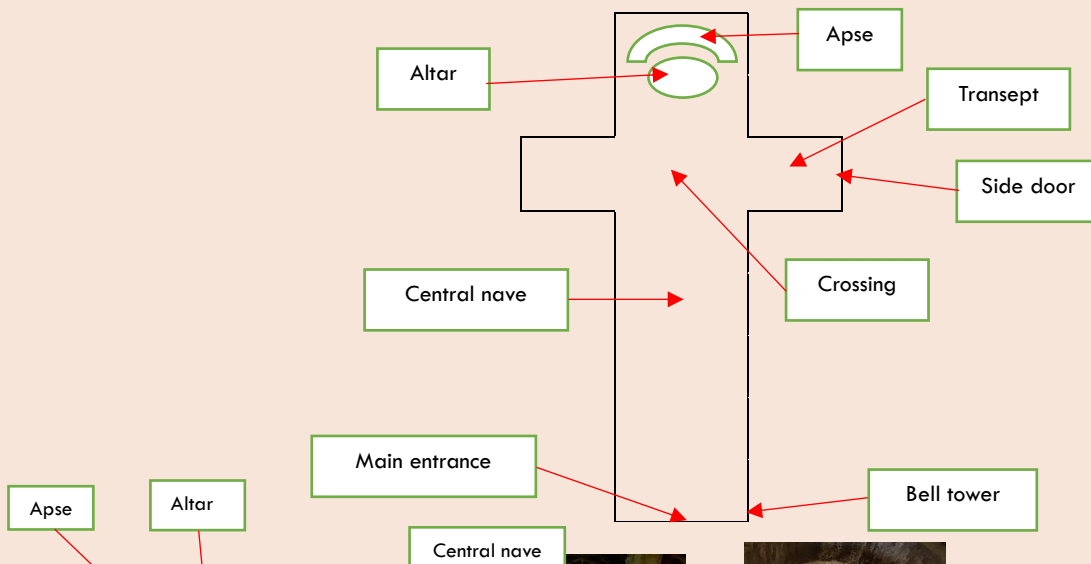 Apse
Altar
Transept
Side door
Crossing
Central nave
Main entrance
Bell tower
Apse
Altar
Central nave